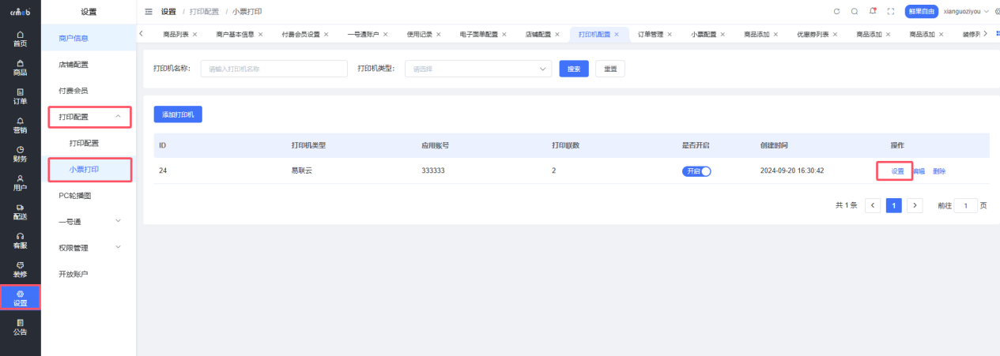 crmeb
设置
设置 / 打印配置 / 小票打印
鲜果自由
xianguoziyou
首页
商品
订单
营销
财务
用户
配送
客服
装修
设置
公告
商户信息
店铺配置
付费会员
打印配置
打印配置
小票打印
PC轮播图
一号通
权限管理
开放账户
商品列表 × 商户基本信息 × 付费会员设置 × 一号通账户 × 使用记录 × 电子面单配置 × 店铺配置 × 打印机配置 × 订单管理 × 小票配置 × 商品添加 × 优惠券列表 × 商品添加 × 商品添加 × 装修列
打印机名称: 请输入打印机名称 打印机类型: 请选择 搜索 重置
添加打印机
ID 打印机类型 应用账号 打印联数 是否开启 创建时间 操作
24 易联云 333333 2 开启 2024-09-20 16:30:42 设置 编辑 删除
共 1 条 < 1 > 前往 1 页